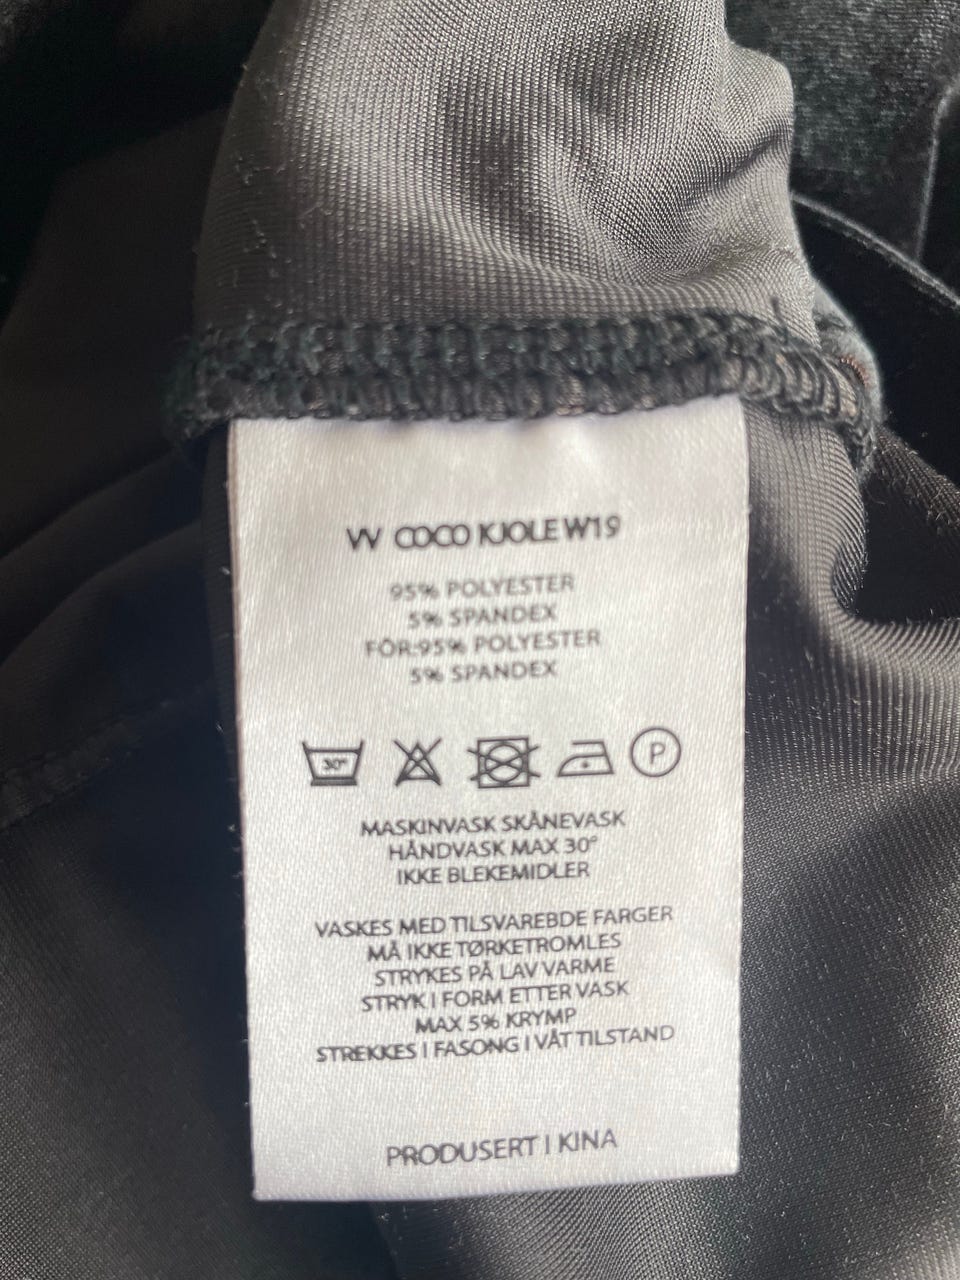 VV COCO KJOLE W19
95% POLYESTER
5% SPANDEX
FÔR:95% POLYESTER
5% SPANDEX
30° P
MASKINVASK SKÅNEVASK
HÅNDVASK MAX 30°
IKKE BLEKEMIDLER
VASKES MED TILSVAREBDE FARGER
MÅ IKKE TØRKETROMLES
STRYKES PÅ LAV VARME
STRYK I FORM ETTER VASK
MAX 5% KRYMP
STREKKES I FASONG I VÅT TILSTAND
PRODUSERT I KINA